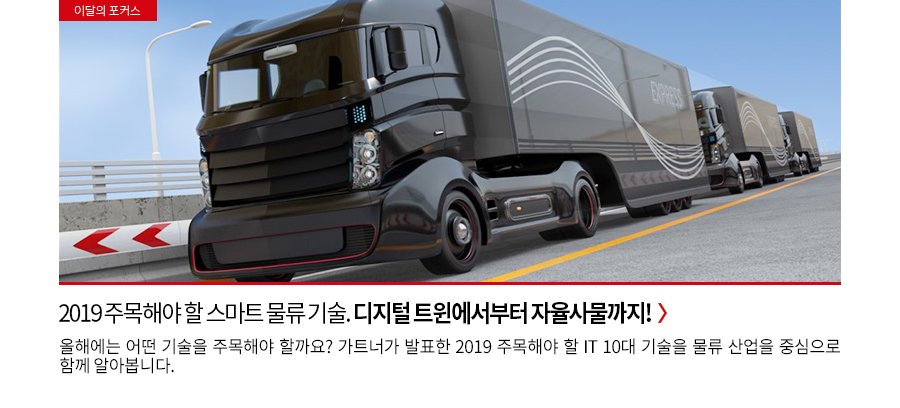 이달의 포커스
EXPRESS
2019 주목해야 할 스마트 물류 기술. 디지털 트윈에서부터 자율사물까지! 〉
올해에는 어떤 기술을 주목해야 할까요? 가트너가 발표한 2019 주목해야 할 IT 10대 기술을 물류 산업을 중심으로
함께 알아봅니다.